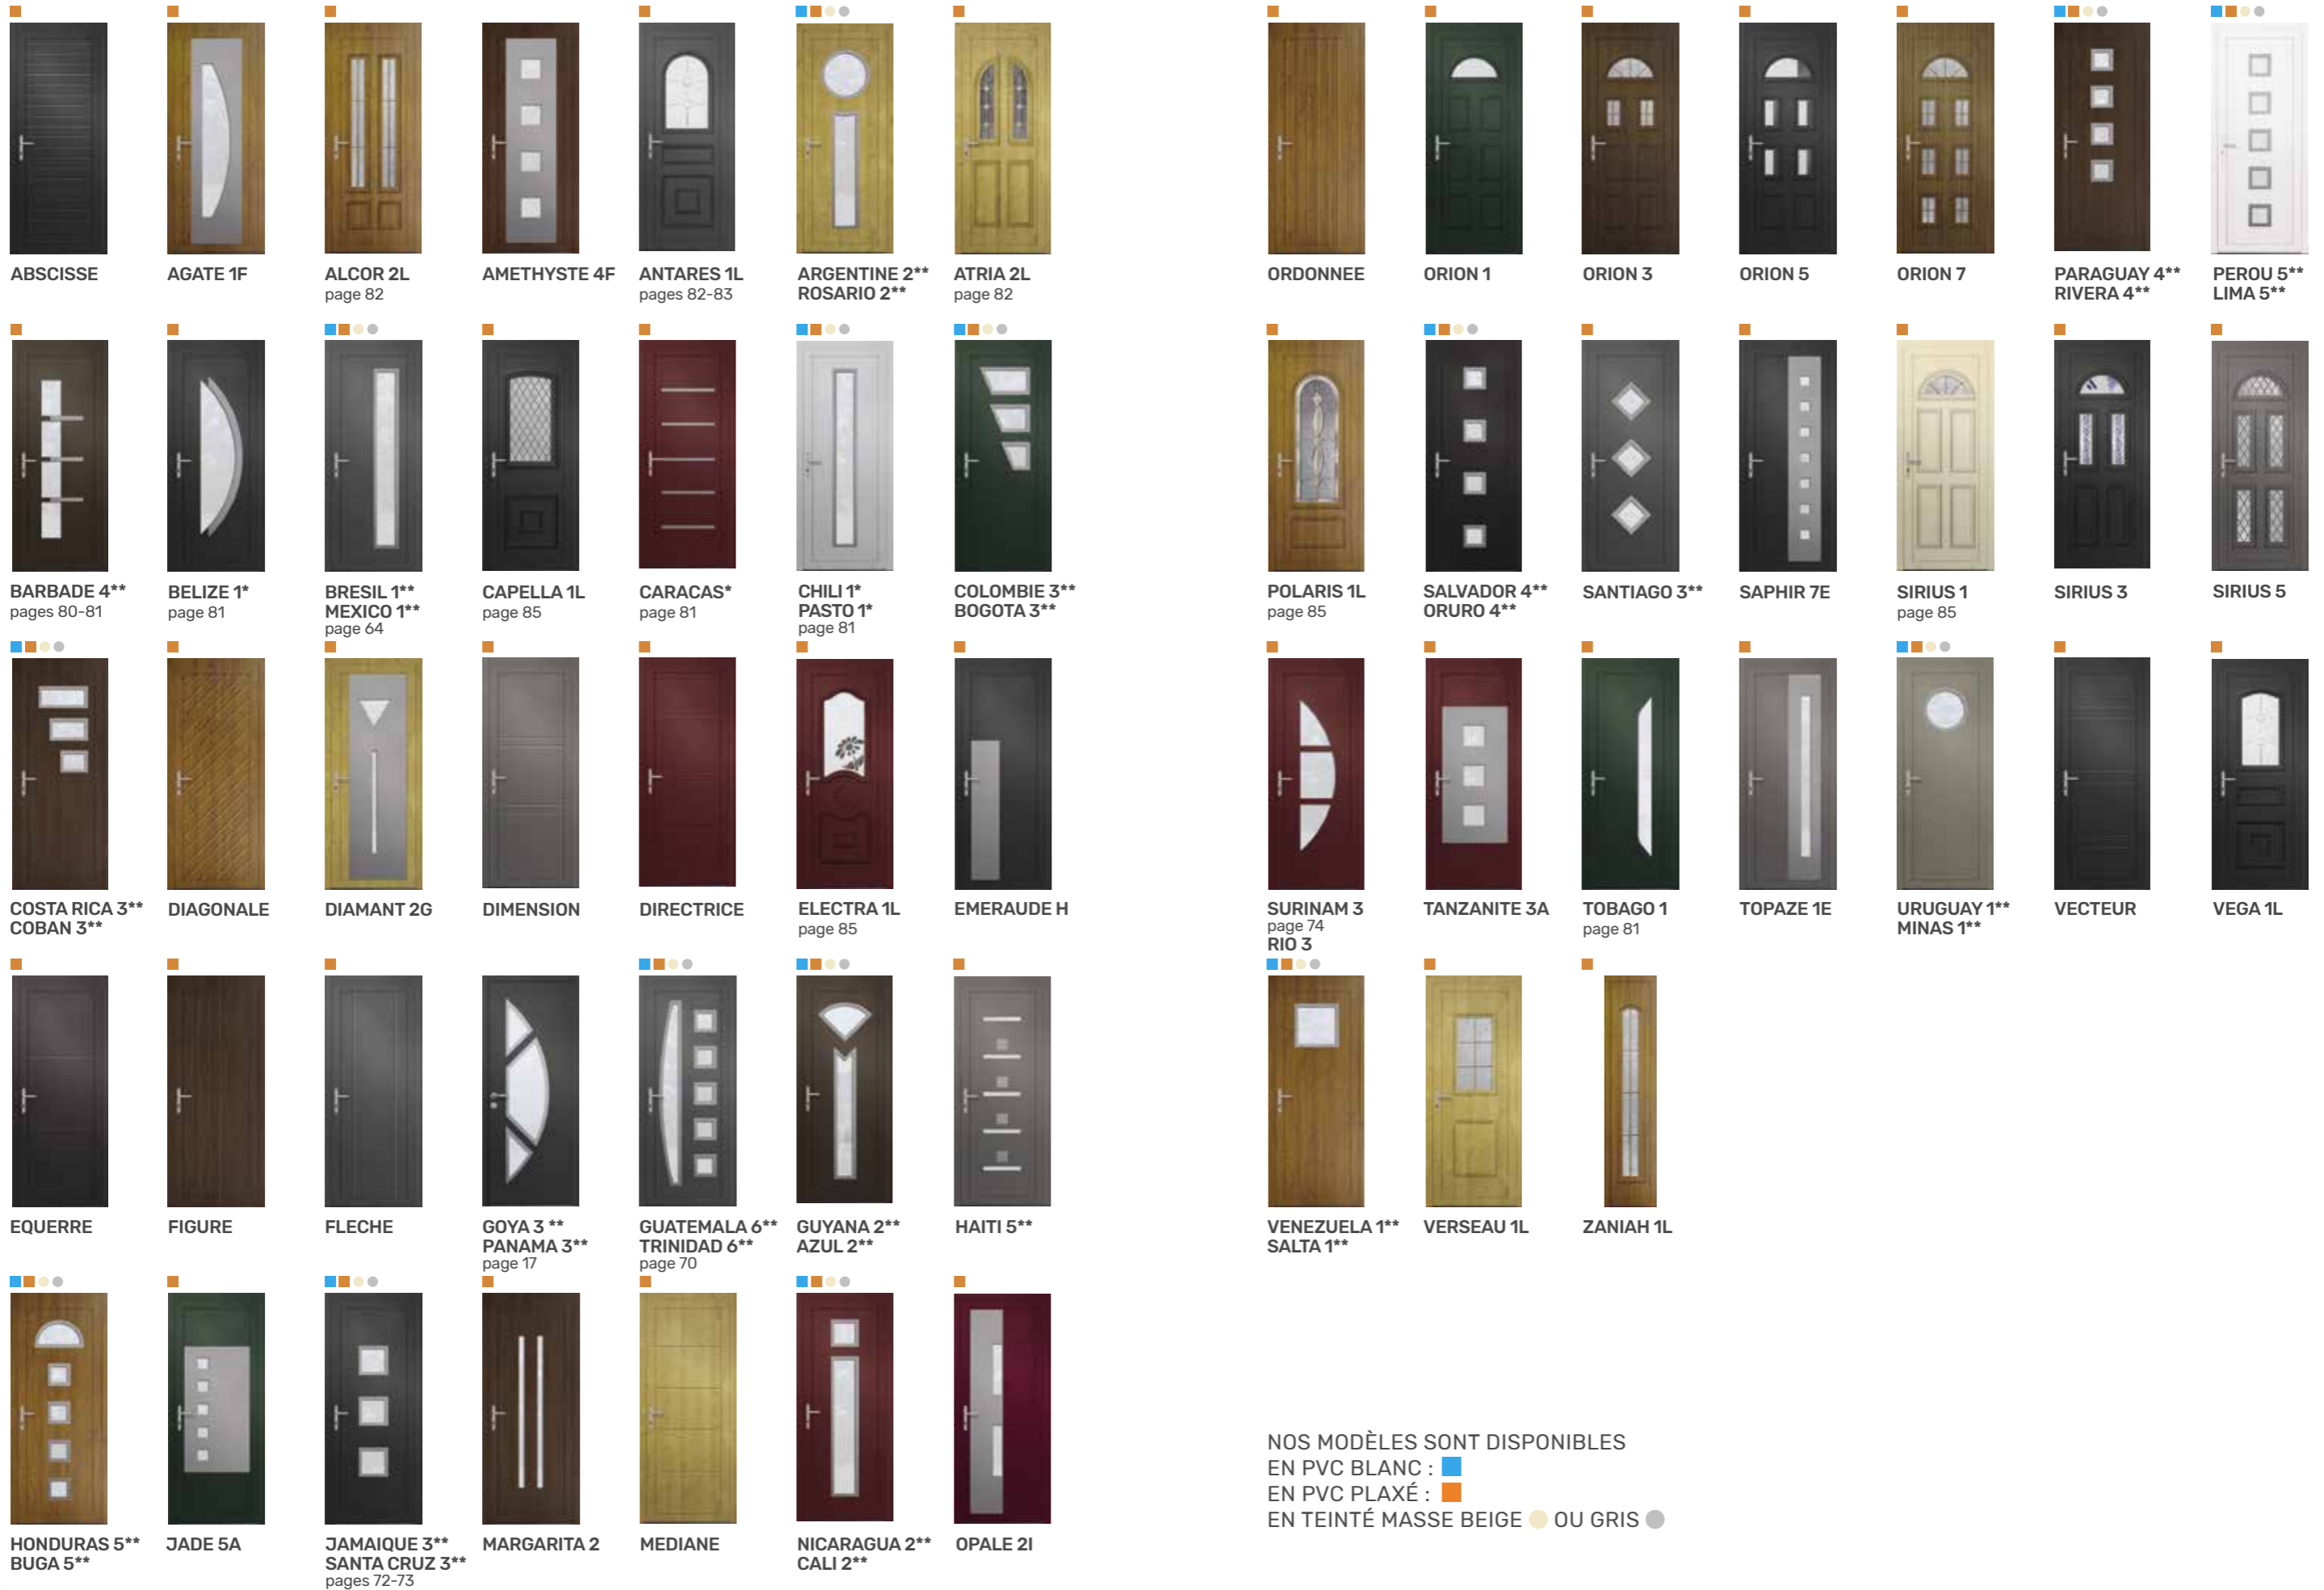 ABSCISSE
AGATE 1F
ALCOR 2L
page 82
AMETHYSTE 4F
ANTARES 1L
pages 82-83
ARGENTINE 2**
ROSARIO 2**
ATRIA 2L
page 82
BARBADE 4**
pages 80-81
BELIZE 1*
page 81
BRESIL 1**
MEXICO 1**
page 64
CAPELLA 1L
page 85
CARACAS*
page 81
CHILI 1*
PASTO 1*
page 81
COLOMBIE 3**
BOGOTA 3**
COSTA RICA 3**
COBAN 3**
DIAGONALE
DIAMANT 2G
DIMENSION
DIRECTRICE
ELECTRA 1L
page 85
EMERAUDE H
EQUERRE
FIGURE
FLECHE
GOYA 3 **
PANAMA 3**
page 17
GUATEMALA 6**
TRINIDAD 6**
page 70
GUYANA 2**
AZUL 2**
HAITI 5**
HONDURAS 5**
BUGA 5**
JADE 5A
JAMAIQUE 3**
SANTA CRUZ 3**
pages 72-73
MARGARITA 2
MEDIANE
NICARAGUA 2**
CALI 2**
OPALE 2I
ORDONNEE
ORION 1
ORION 3
ORION 5
ORION 7
PARAGUAY 4**
RIVERA 4**
PEROU 5**
LIMA 5**
POLARIS 1L
page 85
SALVADOR 4**
ORURO 4**
SANTIAGO 3**
SAPHIR 7E
SIRIUS 1
page 85
SIRIUS 3
SIRIUS 5
SURINAM 3
page 74
RIO 3
TANZANITE 3A
TOBAGO 1
page 81
TOPAZE 1E
URUGUAY 1**
MINAS 1**
VECTEUR
VEGA 1L
VENEZUELA 1**
SALTA 1**
VERSEAU 1L
ZANIAH 1L
NOS MODÈLES SONT DISPONIBLES
EN PVC BLANC :
EN PVC PLAXÉ :
EN TEINTÉ MASSE BEIGE OU GRIS